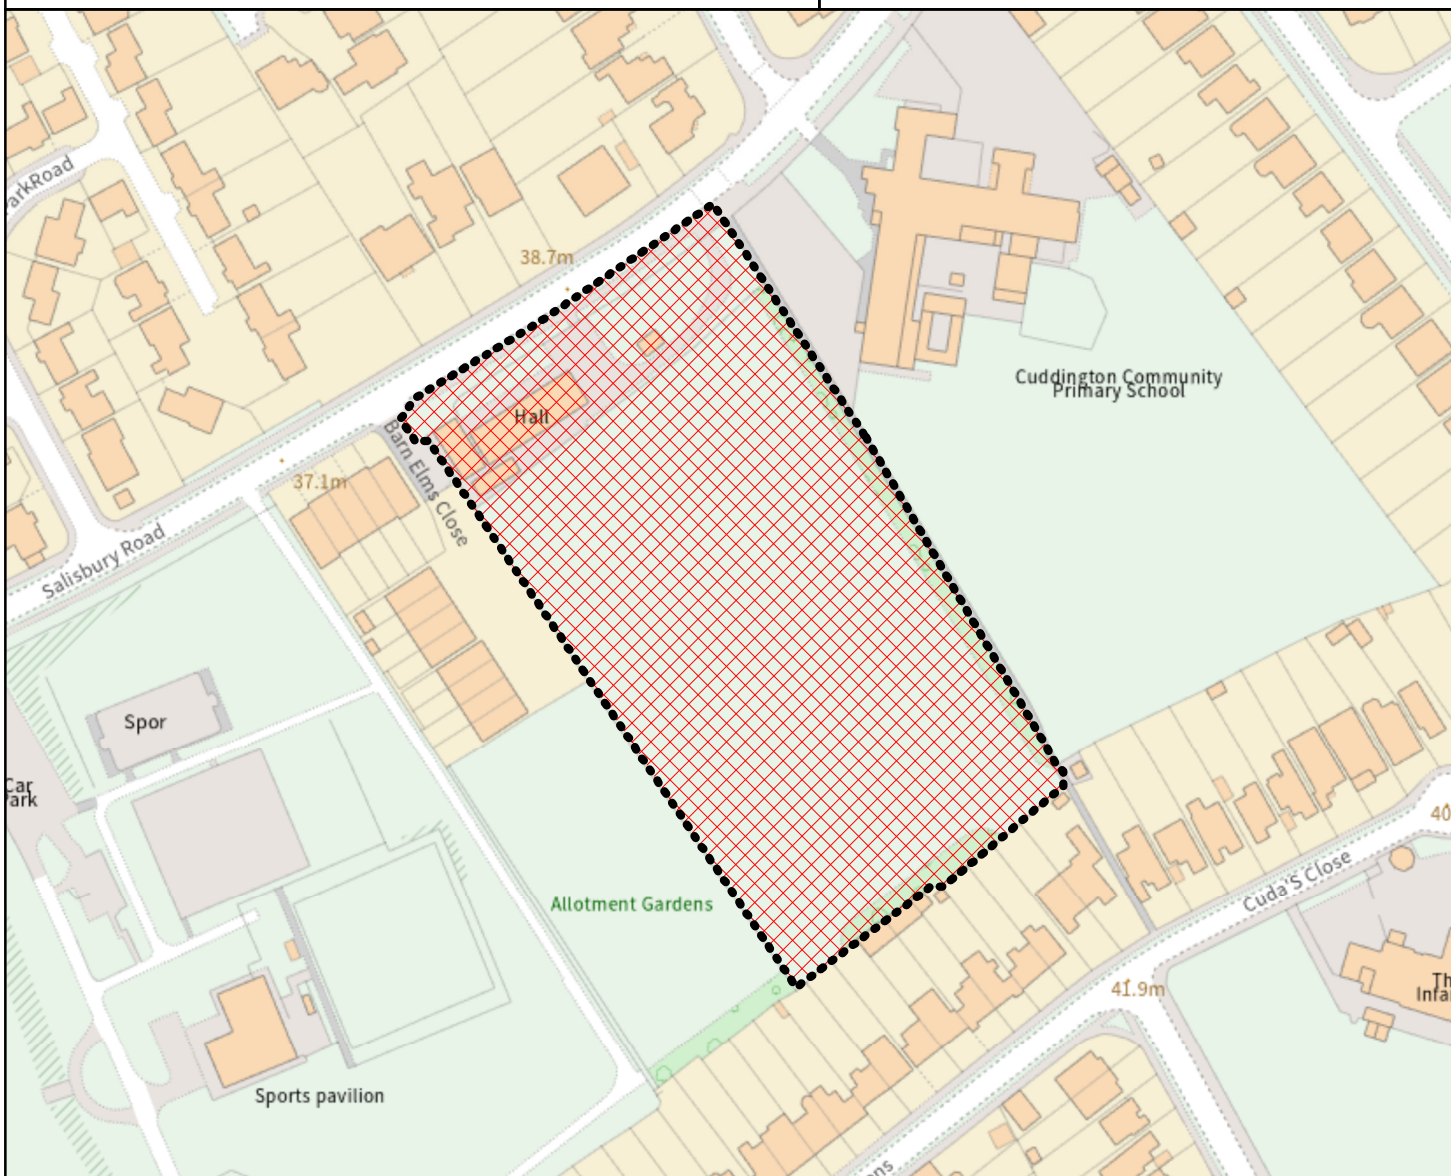 arkRoad
38.7m
Cuddington Community
Primary School
Hall
Barn Elms Close
37.1m
Salisbury Road
Spor
Car
ark
Allotment Gardens
40
Cuda'S Close
41.9m
Th
Infa
Sports pavilion
ns